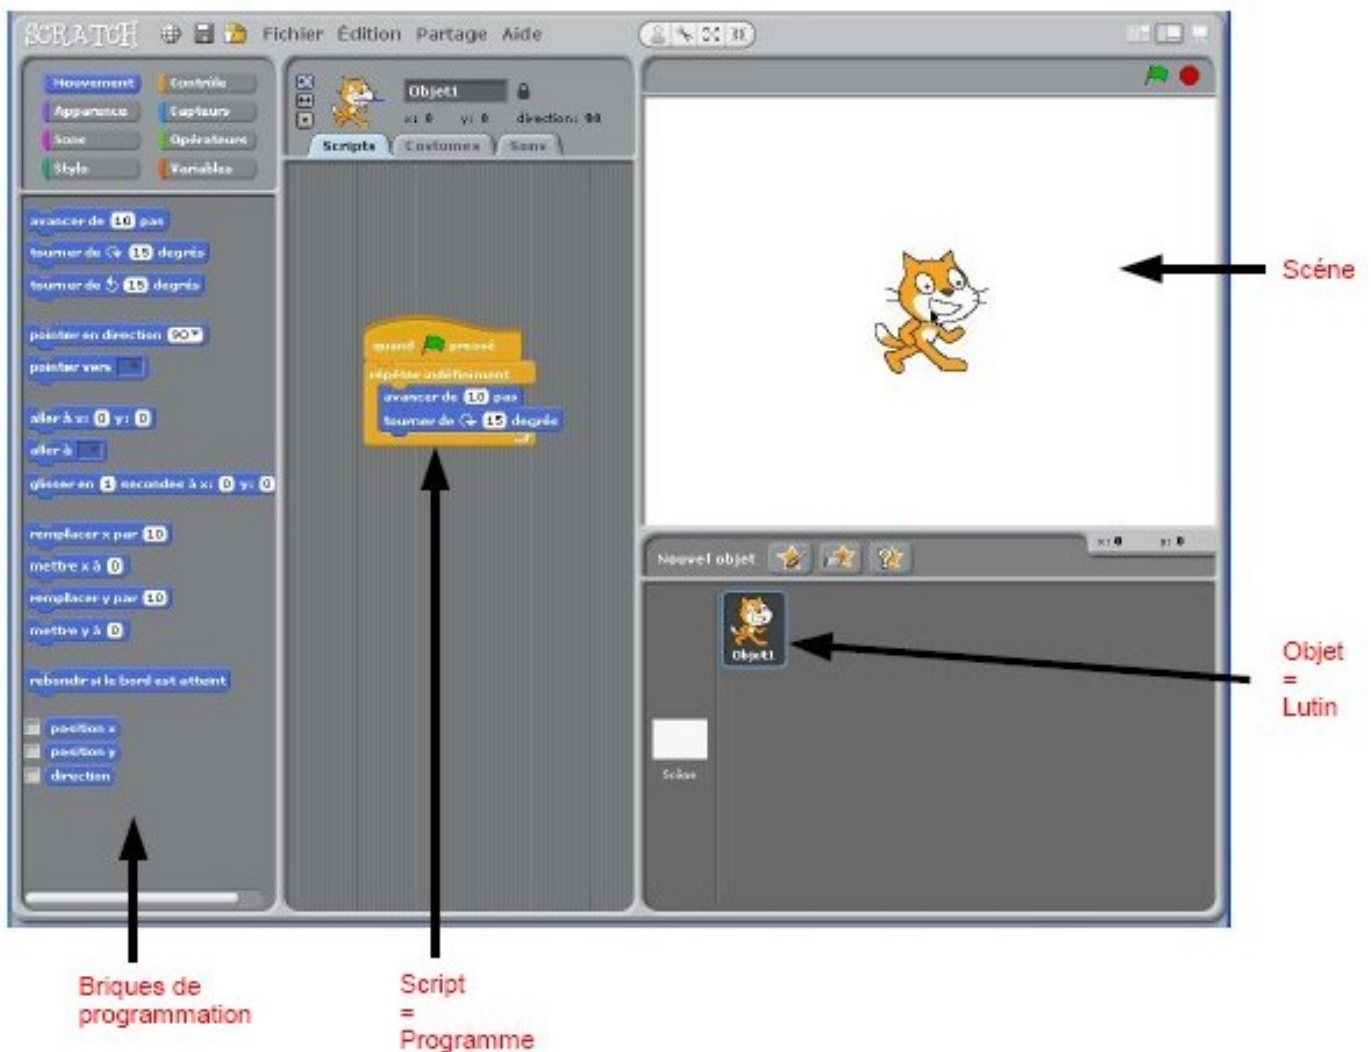 SCRATCH Fichier Édition Partage Aide
Mouvement Contrôle
Apparence Capteurs
Sons Opérateurs
Stylo Variables
avancer de 10 pas
tourner de 15 degrés
tourner de 15 degrés
pointer en direction 90
pointer vers
aller à x: 0 y: 0
aller à
glisser en 1 secondes à x: 0 y: 0
remplacer x par 10
mettre x à 0
remplacer y par 10
mettre y à 0
rebondir si le bord est atteint
position x
position y
direction
Objet1
x: 0 y: 0 direction: 90
Scripts Costumes Sons
quand pressé
répéter indéfiniment
avancer de 10 pas
tourner de 15 degrés
x: 0 y: 0
Nouvel objet
Objet1
Scène
Scéne
Objet
=
Lutin
Briques de
programmation
Script
=
Programme